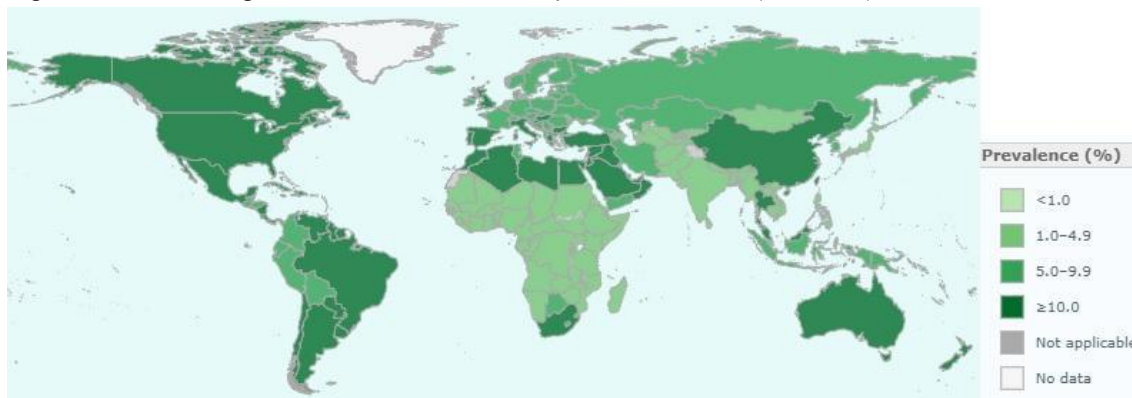 Prevalence (%)
<1.0
1.0–4.9
5.0–9.9
≥10.0
Not applicable
No data